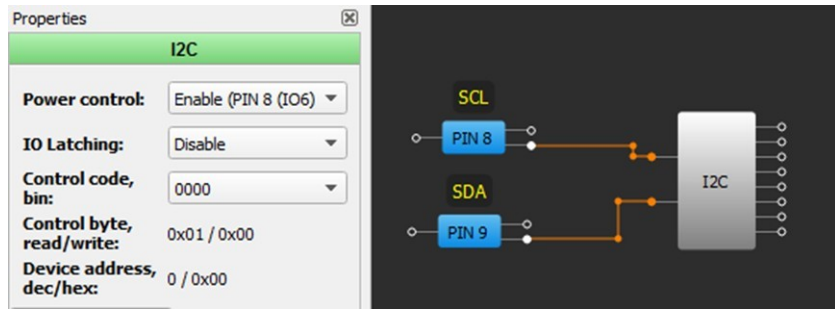 Properties
I2C
Power control:
Enable (PIN 8 (IO6)
IO Latching:
Disable
Control code,
bin:
0000
Control byte,
read/write:
0x01 / 0x00
Device address,
dec/hex:
0 / 0x00
SCL
PIN 8
SDA
PIN 9
I2C